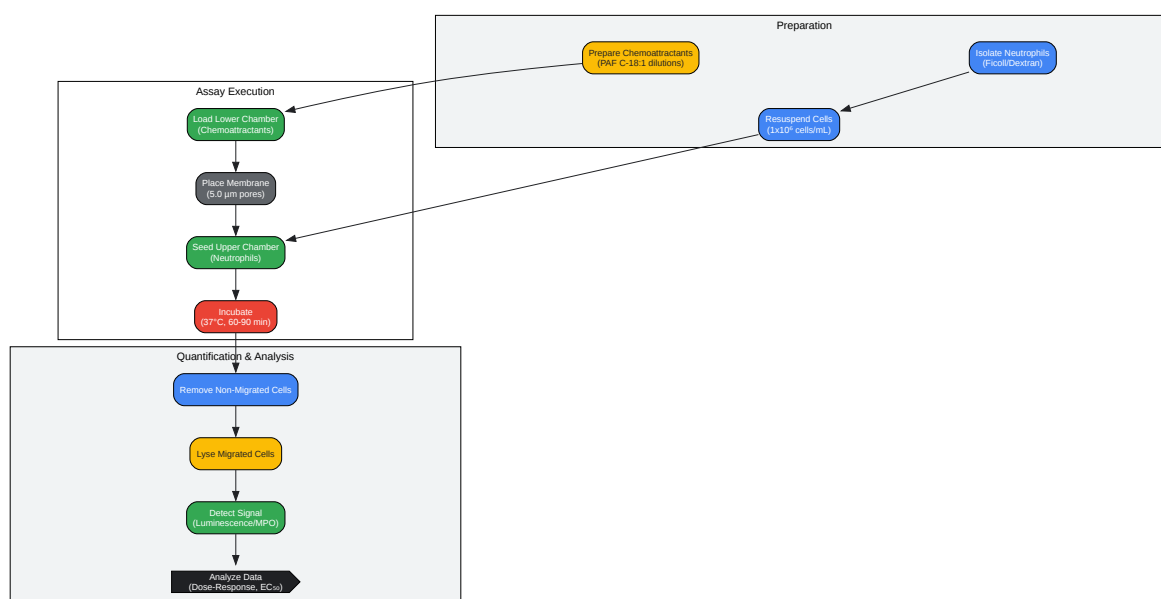 Preparation
Prepare Chemoattractants
(PAF C-18:1 dilutions)
Isolate Neutrophils
(Ficoll/Dextran)
Resuspend Cells
(1x10⁶ cells/mL)
Assay Execution
Load Lower Chamber
(Chemoattractants)
Place Membrane
(5.0 µm pores)
Seed Upper Chamber
(Neutrophils)
Incubate
(37°C, 60-90 min)
Quantification & Analysis
Remove Non-Migrated Cells
Lyse Migrated Cells
Detect Signal
(Luminescence/MPO)
Analyze Data
(Dose-Response, EC₅₀)